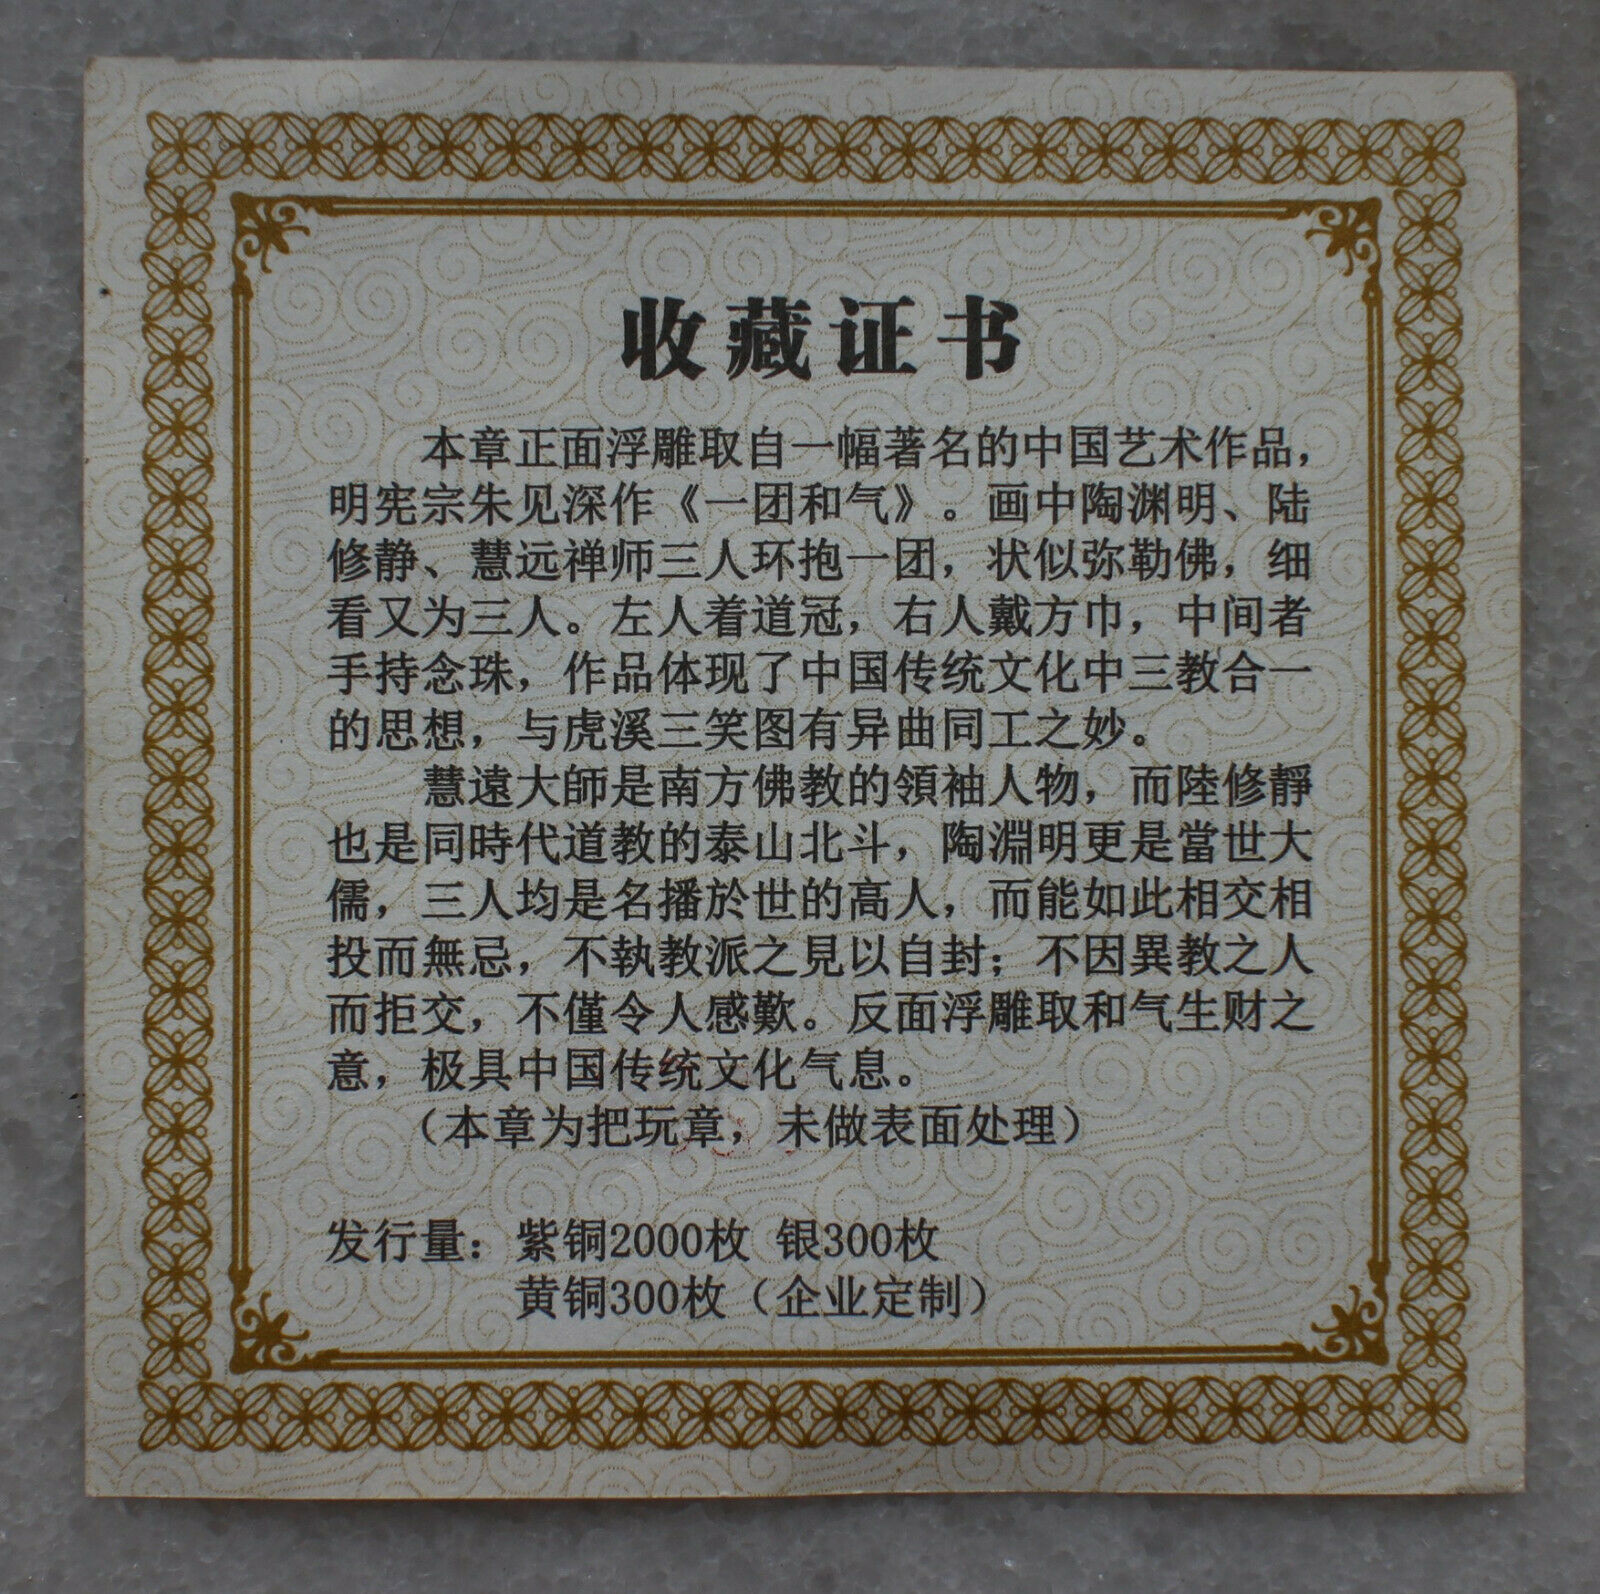 收藏证书
本章正面浮雕取自一幅著名的中国艺术作品，
明宪宗朱见深作《一团和气》。画中陶渊明、陆
修静、慧远禅师三人环抱一团，状似弥勒佛，细
看又为三人。左人着道冠，右人戴方巾，中间者
手持念珠，作品体现了中国传统文化中三教合一
的思想，与虎溪三笑图有异曲同工之妙。
慧遠大師是南方佛教的領袖人物，而陸修靜
也是同時代道教的泰山北斗，陶淵明更是當世大
儒，三人均是名播於世的高人，而能如此相交相
投而無忌，不執教派之見以自封；不因異教之人
而拒交，不僅令人感歎。反面浮雕取和气生财之
意，极具中国传统文化气息。
（本章为把玩章，未做表面处理）
发行量：紫铜2000枚 银300枚
黄铜300枚（企业定制）